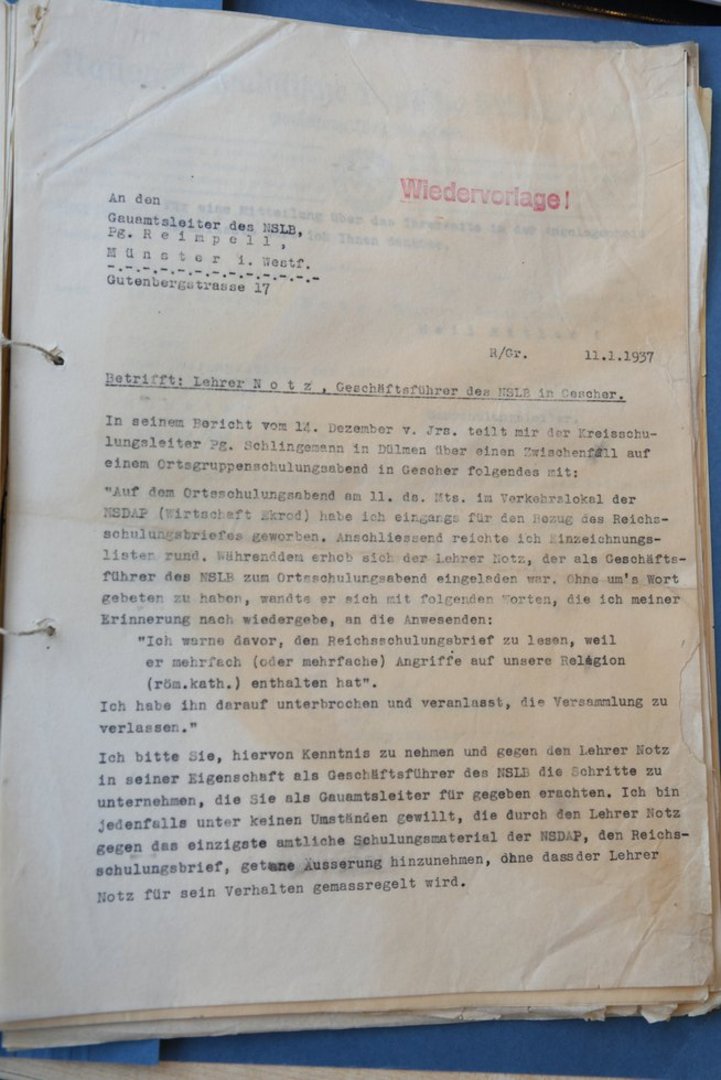 Wiedervorlage!
An den
Gauamtsleiter des NSLB,
Pg. R e i m p e l l ,
M ü n s t e r i. Westf.
-.-.-.-.-.-.-.-.-.-.-.-
Gutenbergstrasse 17
R/Gr. 11.1.1937
Betrifft: Lehrer N o t z , Geschäftsführer des NSLB in Gescher.
In seinem Bericht vom 14. Dezember v. Jrs. teilt mir der Kreisschu-
lungsleiter Pg. Schlingemann in Dülmen über einen Zwischenfall auf
einem Ortsgruppenschulungsabend in Gescher folgendes mit:
"Auf dem Ortsschulungsabend am 11. ds. Mts. im Verkehrslokal der
NSDAP (Wirtschaft Ekrod) habe ich eingangs für den Bezug des Reichs-
schulungsbriefes geworben. Anschliessend reichte ich Einzeichnungs-
listen rund. Währenddem erhob sich der Lehrer Notz, der als Geschäfts-
führer des NSLB zum Ortsschulungsabend eingeladen war. Ohne um's Wort
gebeten zu haben, wandte er sich mit folgenden Worten, die ich meiner
Erinnerung nach wiedergebe, an die Anwesenden:
"Ich warne davor, den Reichsschulungsbrief zu lesen, weil
er mehrfach (oder mehrfache) Angriffe auf unsere Religion
(röm.kath.) enthalten hat".
Ich habe ihn darauf unterbrochen und veranlasst, die Versammlung zu
verlassen."
Ich bitte Sie, hiervon Kenntnis zu nehmen und gegen den Lehrer Notz
in seiner Eigenschaft als Geschäftsführer des NSLB die Schritte zu
unternehmen, die Sie als Gauamtsleiter für gegeben erachten. Ich bin
jedenfalls unter keinen Umständen gewillt, die durch den Lehrer Notz
gegen das einzigste amtliche Schulungsmaterial der NSDAP, den Reichs-
schulungsbrief, getane Äusserung hinzunehmen, ohne dass der Lehrer
Notz für sein Verhalten gemassregelt wird.